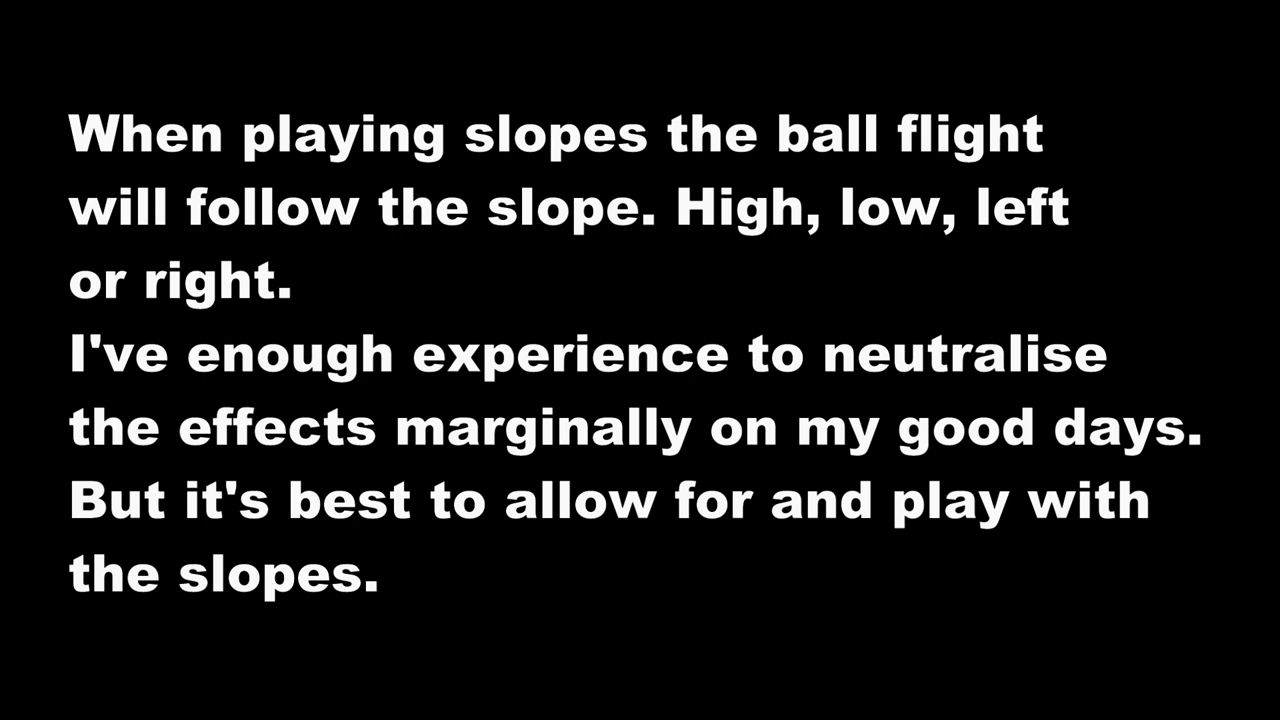 When playing slopes the ball flight
will follow the slope. High, low, left
or right.
I've enough experience to neutralise
the effects marginally on my good days.
But it's best to allow for and play with
the slopes.